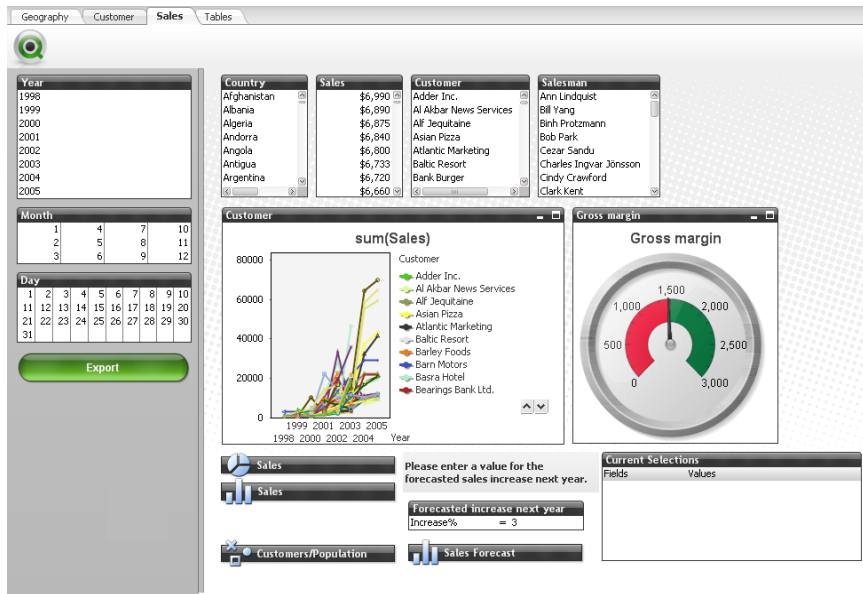 Geography Customer Sales Tables
Year
1998
1999
2000
2001
2002
2003
2004
2005
Month
1 4 7 10
2 5 8 11
3 6 9 12
Day
1 2 3 4 5 6 7 8 9 10
11 12 13 14 15 16 17 18 19 20
21 22 23 24 25 26 27 28 29 30
31
Export
Country
Afghanistan
Albania
Algeria
Andorra
Angola
Antigua
Argentina
Sales
$6,990
$6,890
$6,875
$6,840
$6,800
$6,733
$6,720
$6,660
Customer
Adder Inc.
Al Akbar News Services
Alf Jequitaine
Asian Pizza
Atlantic Marketing
Baltic Resort
Bank Burger
Salesman
Ann Lindquist
Bill Yang
Binh Protzmann
Bob Park
Cezar Sandu
Charles Ingvar Jönsson
Cindy Crawford
Clark Kent
Customer
sum(Sales)
80000
60000
40000
20000
0
1999 2001 2003 2005
1998 2000 2002 2004 Year
Customer
Adder Inc.
Al Akbar News Services
Alf Jequitaine
Asian Pizza
Atlantic Marketing
Baltic Resort
Barley Foods
Barn Motors
Basra Hotel
Bearings Bank Ltd.
Gross margin
Gross margin
1,500
1,000 2,000
500 2,500
0 3,000
Sales
Sales
Please enter a value for the
forecasted sales increase next year.
Forecasted increase next year
Increase% = 3
Customers/Population
Sales Forecast
Current Selections
Fields Values